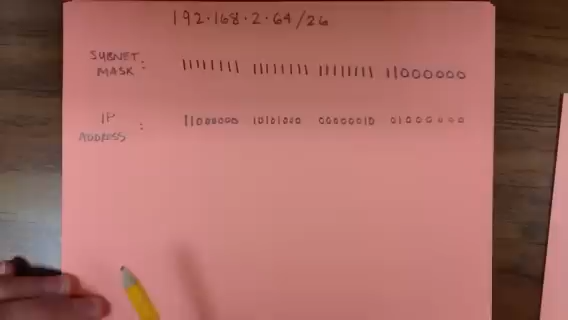 192.168.2.64/26
SUBNET MASK : 11111111 11111111 11111111 11000000
IP ADDRESS : 11000000 10101000 00000010 01000000